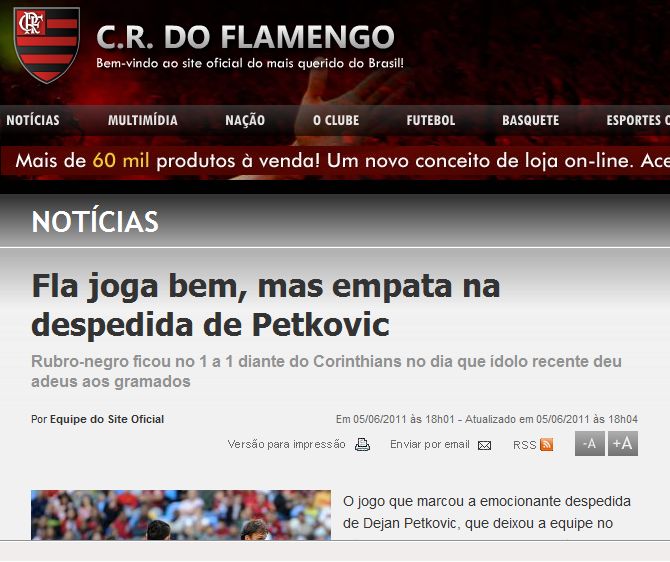 CRF
C.R. DO FLAMENGO
Bem-vindo ao site oficial do mais querido do Brasil!
NOTÍCIAS MULTIMÍDIA NAÇÃO O CLUBE FUTEBOL BASQUETE ESPORTES O
Mais de 60 mil produtos à venda! Um novo conceito de loja on-line. Ace
NOTÍCIAS
Fla joga bem, mas empata na
despedida de Petkovic
Rubro-negro ficou no 1 a 1 diante do Corinthians no dia que ídolo recente deu
adeus aos gramados
Por Equipe do Site Oficial Em 05/06/2011 às 18h01 - Atualizado em 05/06/2011 às 18h04
Versão para impressão Enviar por email RSS -A +A
O jogo que marcou a emocionante despedida
de Dejan Petkovic, que deixou a equipe no